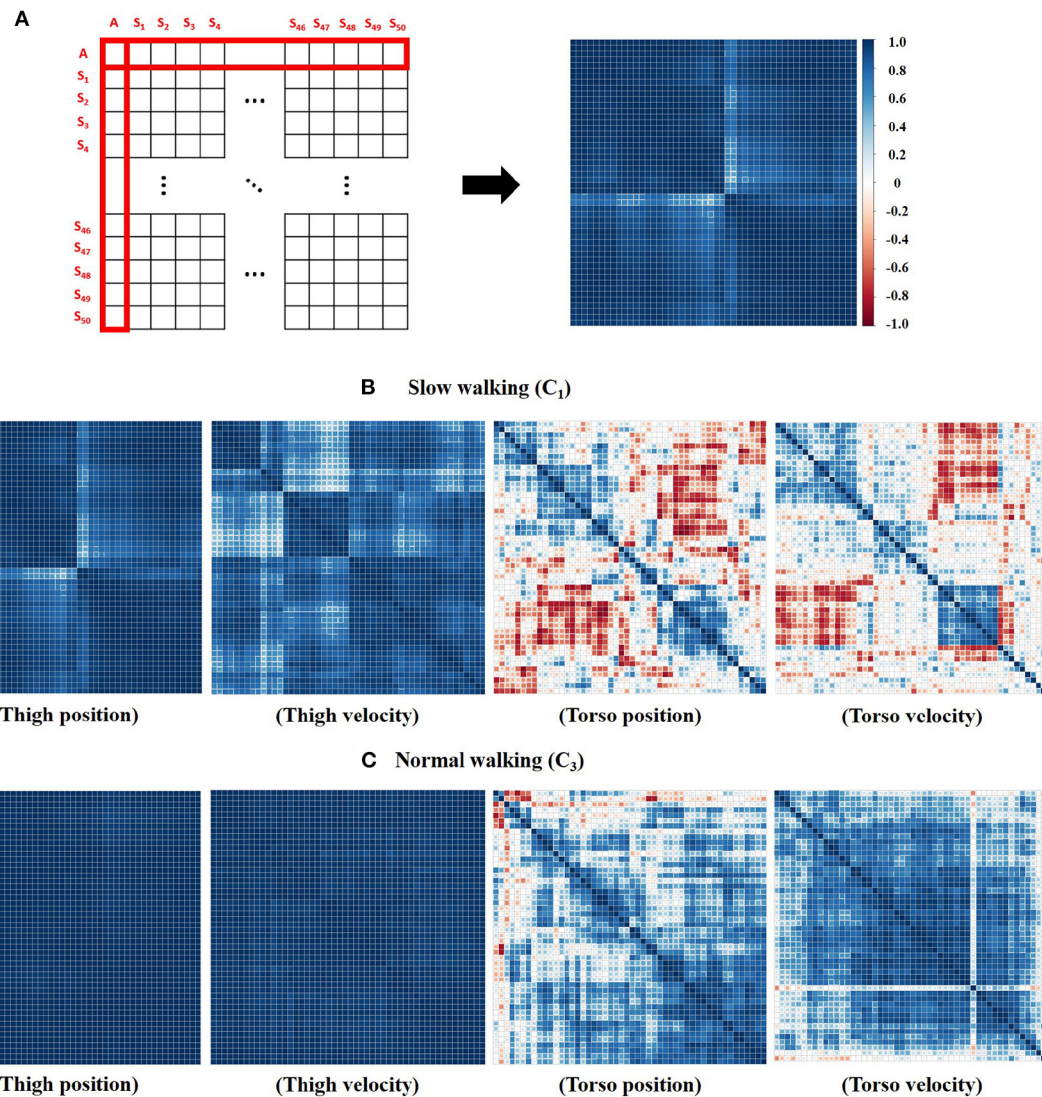 A
A S1 S2 S3 S4 S46 S47 S48 S49 S50
A
S1
S2
S3
S4
S46
S47
S48
S49
S50
1.0
0.8
0.6
0.4
0.2
0
-0.2
-0.4
-0.6
-0.8
-1.0
B Slow walking (C1)
Thigh position) (Thigh velocity) (Torso position) (Torso vclocity)
C Normal walking (C3)
Thigh position) (Thigh velocity) (Torso position) (Torso velocity)